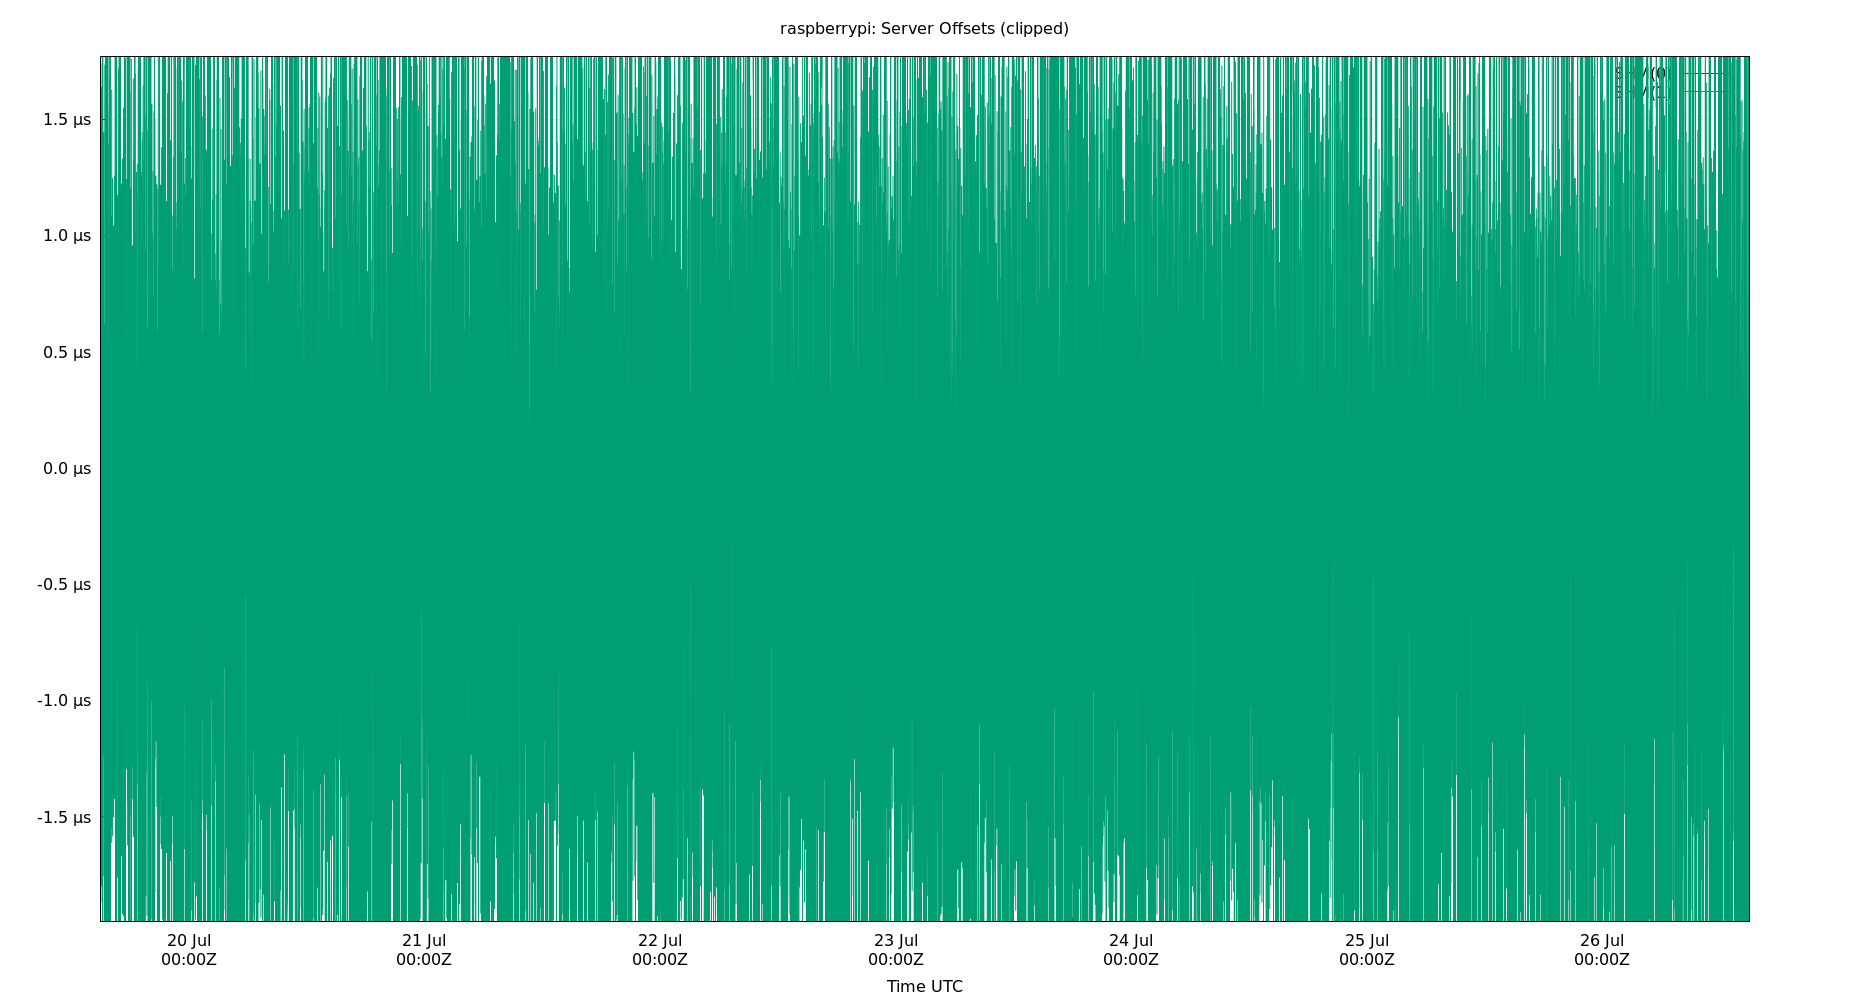 raspberrypi: Server Offsets (clipped)
1.5 µs
1.0 µs
0.5 µs
0.0 µs
-0.5 µs
-1.0 µs
-1.5 µs
20 Jul
00:00Z
21 Jul
00:00Z
22 Jul
00:00Z
23 Jul
00:00Z
24 Jul
00:00Z
25 Jul
00:00Z
26 Jul
00:00Z
Time UTC